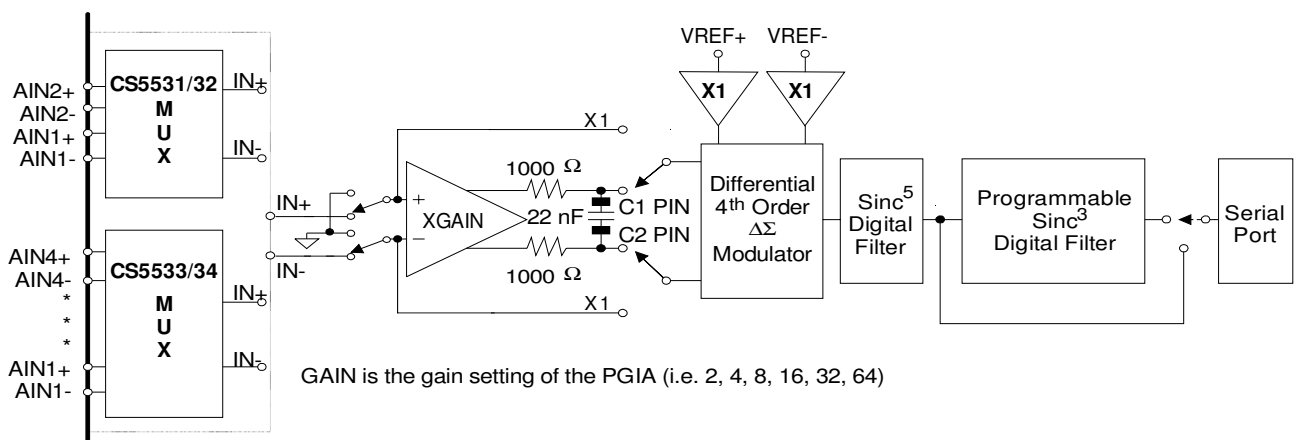 VREF+
VREF-
X1
X1
AIN2+
AIN2-
AIN1+
AIN1-
CS5531/32
M
U
X
IN+
IN-
AIN4+
AIN4-
*
*
*
AIN1+
AIN1-
CS5533/34
M
U
X
IN+
IN-
IN+
IN-
X1
+
XGAIN
−
1000 Ω
22 nF
C1 PIN
C2 PIN
1000 Ω
X1
Differential
4th Order
ΔΣ
Modulator
Sinc5
Digital
Filter
Programmable
Sinc3
Digital Filter
Serial
Port
GAIN is the gain setting of the PGIA (i.e. 2, 4, 8, 16, 32, 64)